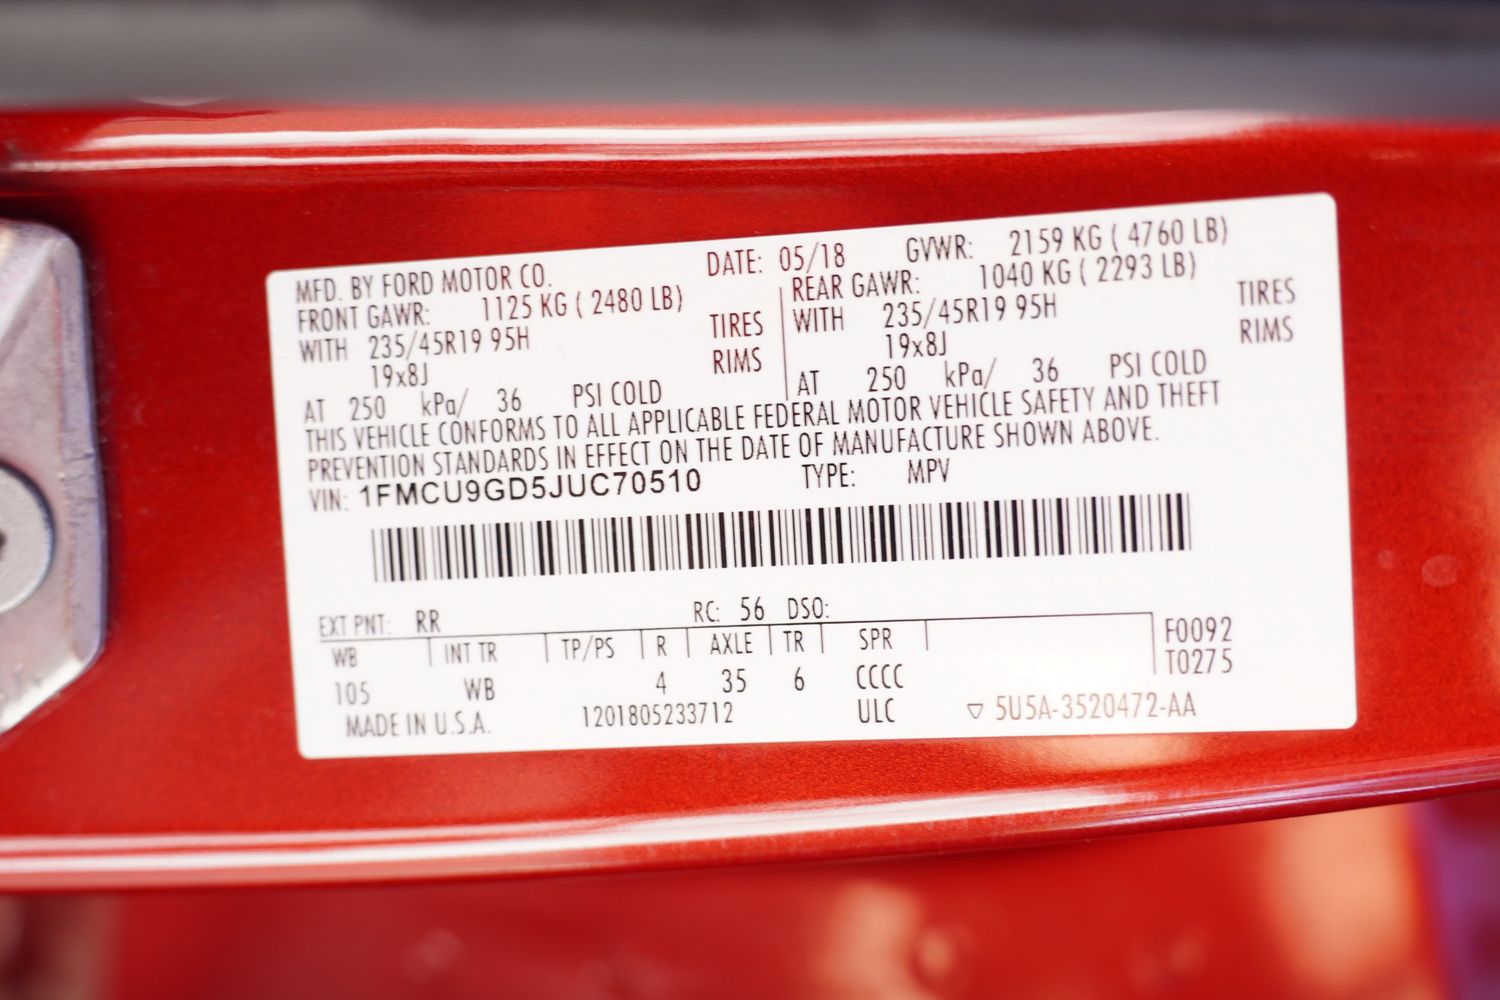 MFD. BY FORD MOTOR CO. DATE: 05/18 GVWR: 2159 KG ( 4760 LB)
FRONT GAWR: 1125 KG ( 2480 LB) REAR GAWR: 1040 KG ( 2293 LB)
WITH 235/45R19 95H TIRES WITH 235/45R19 95H TIRES
19x8J RIMS 19x8J RIMS
AT 250 kPa/ 36 PSI COLD AT 250 kPa/ 36 PSI COLD
THIS VEHICLE CONFORMS TO ALL APPLICABLE FEDERAL MOTOR VEHICLE SAFETY AND THEFT
PREVENTION STANDARDS IN EFFECT ON THE DATE OF MANUFACTURE SHOWN ABOVE.
VIN: 1FMCU9GD5JUC70510 TYPE: MPV
EXT PNT: RR RC: 56 DSO:
WB INT TR TP/PS R AXLE TR SPR F0092
105 WB 4 35 6 CCCC T0275
MADE IN U.S.A. 1201805233712 ULC ▽ 5U5A-3520472-AA